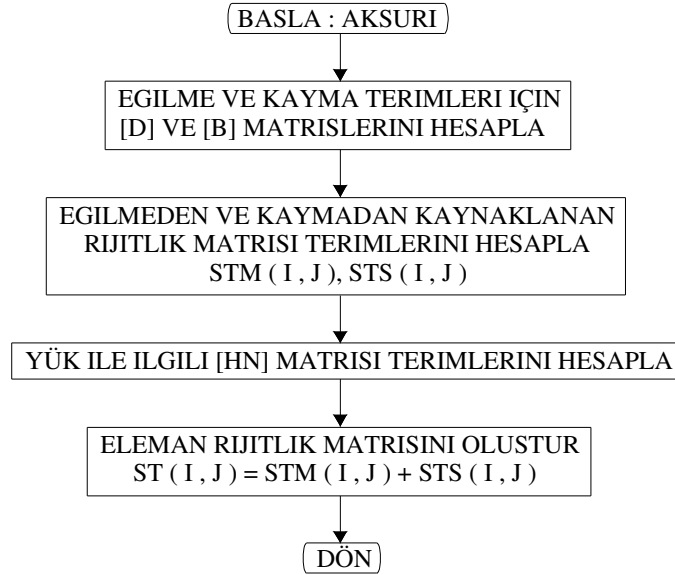 BASLA : AKSURI
EGILME VE KAYMA TERIMLERI IÇIN
[D] VE [B] MATRISLERINI HESAPLA
EGILMEDEN VE KAYMADAN KAYNAKLANAN
RIJITLIK MATRISI TERIMLERINI HESAPLA
STM ( I , J ), STS ( I , J )
YÜK ILE ILGILI [HN] MATRISI TERIMLERINI HESAPLA
ELEMAN RIJITLIK MATRISINI OLUSTUR
ST ( I , J ) = STM ( I , J ) + STS ( I , J )
DÖN